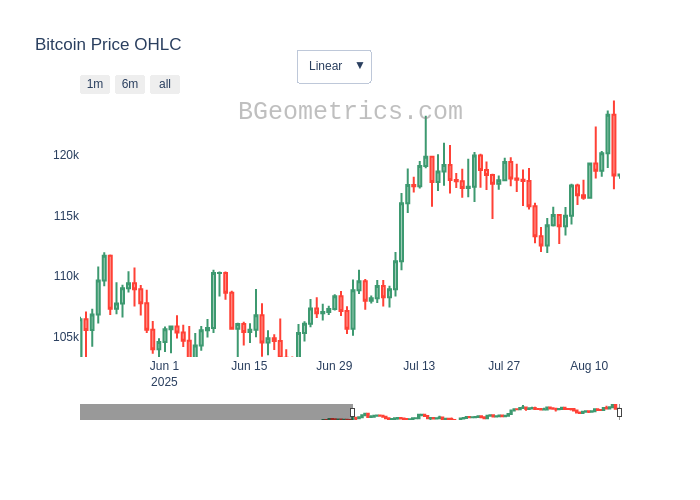 Bitcoin Price OHLC
Linear ▼
1m 6m all
BGeometrics.com
120k
115k
110k
105k
Jun 1 Jun 15 Jun 29 Jul 13 Jul 27 Aug 10
2025